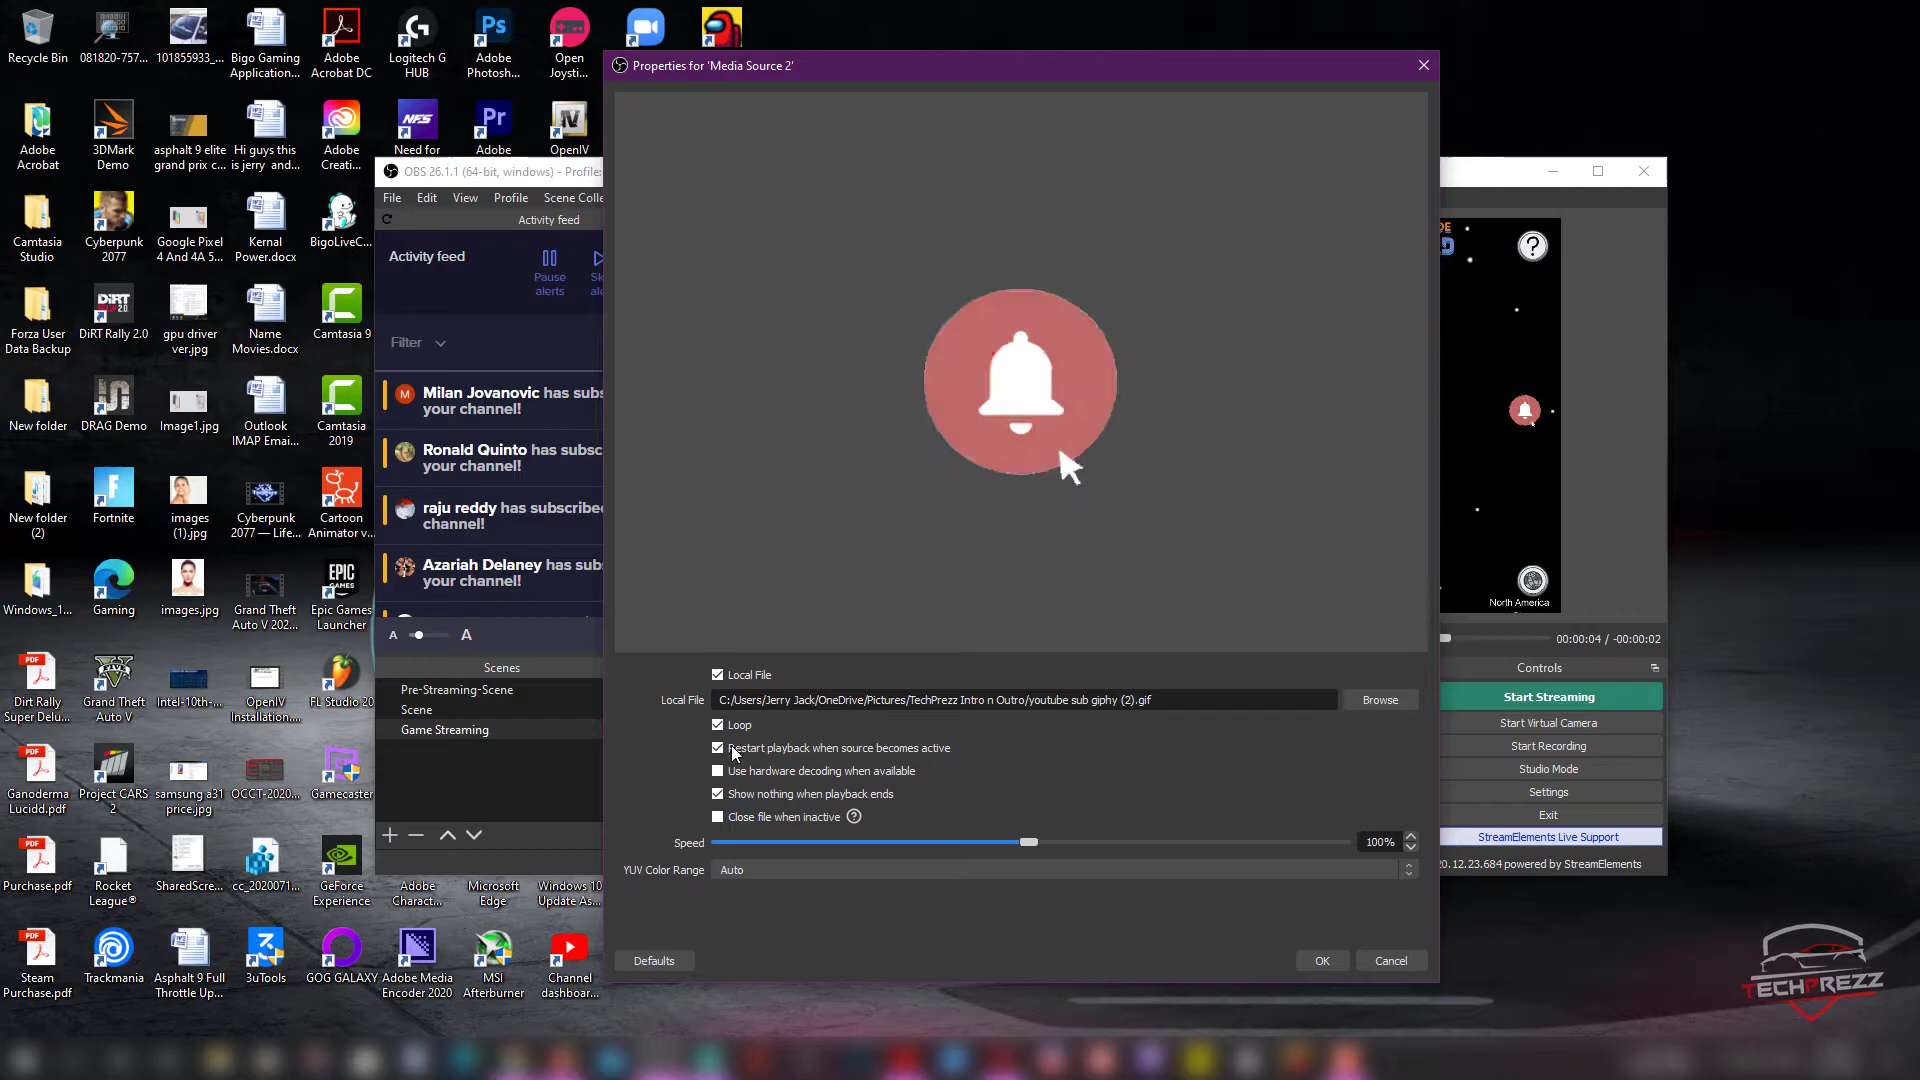 Recycle Bin
081820-757...
101855933_...
Bigo Gaming
Application...
Adobe
Acrobat DC
Logitech G
HUB
Adobe
Photosh...
Open
Joysti...
Adobe
Acrobat
3DMark
Demo
asphalt 9 elite
grand prix c...
Hi guys this
is jerry and...
Adobe
Creati...
Need for
Adobe
OpenIV
Camtasia
Studio
Cyberpunk
2077
Google Pixel
4 And 4A 5...
Kernal
Power.docx
BigoLiveC...
Forza User
Data Backup
DiRT Rally 2.0
gpu driver
ver.jpg
Name
Movies.docx
Camtasia 9
New folder
DRAG Demo
Image1.jpg
Outlook
IMAP Emai...
Camtasia
2019
New folder
(2)
Fortnite
images
(1).jpg
Cyberpunk
2077 — Life...
Cartoon
Animator v...
Windows_1...
Gaming
images.jpg
Grand Theft
Auto V 202...
Epic Games
Launcher
Dirt Rally
Super Delu...
Grand Theft
Auto V
Intel-10th-...
OpenIV
Installation...
FL Studio 20
Ganoderma
Lucidd.pdf
Project CARS
2
samsung a31
price.jpg
OCCT-2020...
Gamecaster
Purchase.pdf
Rocket
League®
SharedScre...
cc_2020071...
GeForce
Experience
Adobe
Charact...
Microsoft
Edge
Windows 10
Update As...
Steam
Purchase.pdf
Trackmania
Asphalt 9 Full
Throttle Up...
3uTools
GOG GALAXY
Adobe Media
Encoder 2020
MSI
Afterburner
Channel
dashboar...
OBS 26.1.1 (64-bit, windows) - Profile:
File Edit View Profile Scene Colle
Activity feed
Activity feed
Pause
alerts
Sk
ale
Filter
Milan Jovanovic has subs
your channel!
Ronald Quinto has subsc
your channel!
raju reddy has subscribed
channel!
Azariah Delaney has sub
your channel!
A A
Scenes
Pre-Streaming-Scene
Scene
Game Streaming
Properties for 'Media Source 2'
Local File
Local File C:/Users/Jerry Jack/OneDrive/Pictures/TechPrezz Intro n Outro/youtube sub giphy (2).gif Browse
Loop
Restart playback when source becomes active
Use hardware decoding when available
Show nothing when playback ends
Close file when inactive ?
Speed 100%
YUV Color Range Auto
Defaults OK Cancel
DE
?
North America
00:00:04 / -00:00:02
Controls
Start Streaming
Start Virtual Camera
Start Recording
Studio Mode
Settings
Exit
StreamElements Live Support
20.12.23.684 powered by StreamElements
TECHPREZZ